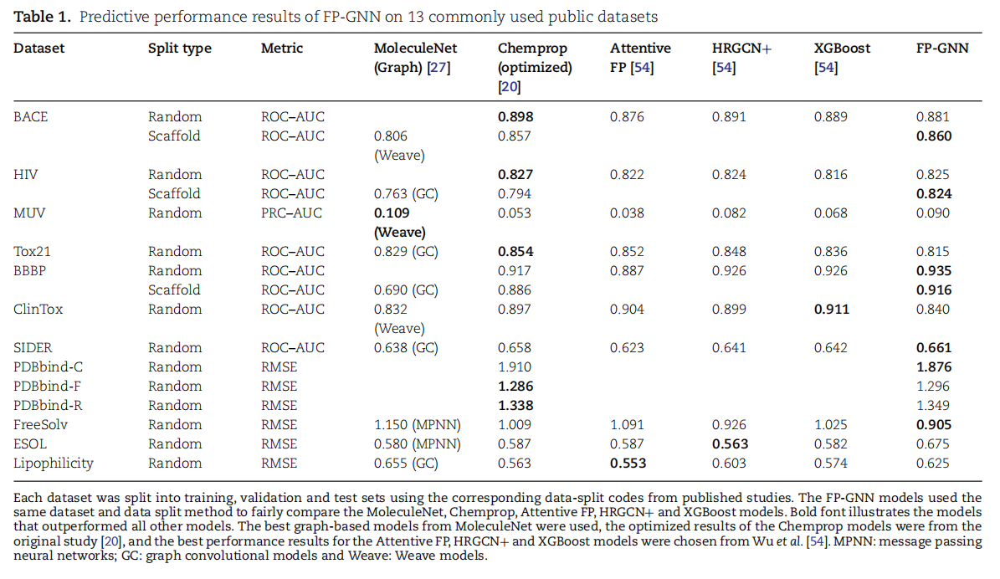 Table 1. Predictive performance results of FP-GNN on 13 commonly used public datasets
Dataset Split type Metric MoleculeNet (Graph) [27] Chemprop (optimized) [20] Attentive FP [54] HRGCN+ [54] XGBoost [54] FP-GNN
BACE Random ROC–AUC 0.898 0.876 0.891 0.889 0.881
Scaffold ROC–AUC 0.806 (Weave) 0.857 0.860
HIV Random ROC–AUC 0.827 0.822 0.824 0.816 0.825
Scaffold ROC–AUC 0.763 (GC) 0.794 0.824
MUV Random PRC–AUC 0.109 (Weave) 0.053 0.038 0.082 0.068 0.090
Tox21 Random ROC–AUC 0.829 (GC) 0.854 0.852 0.848 0.836 0.815
BBBP Random ROC–AUC 0.917 0.887 0.926 0.926 0.935
Scaffold ROC–AUC 0.690 (GC) 0.886 0.916
ClinTox Random ROC–AUC 0.832 (Weave) 0.897 0.904 0.899 0.911 0.840
SIDER Random ROC–AUC 0.638 (GC) 0.658 0.623 0.641 0.642 0.661
PDBbind-C Random RMSE 1.910 1.876
PDBbind-F Random RMSE 1.286 1.296
PDBbind-R Random RMSE 1.338 1.349
FreeSolv Random RMSE 1.150 (MPNN) 1.009 1.091 0.926 1.025 0.905
ESOL Random RMSE 0.580 (MPNN) 0.587 0.587 0.563 0.582 0.675
Lipophilicity Random RMSE 0.655 (GC) 0.563 0.553 0.603 0.574 0.625
Each dataset was split into training, validation and test sets using the corresponding data-split codes from published studies. The FP-GNN models used the
same dataset and data split method to fairly compare the MoleculeNet, Chemprop, Attentive FP, HRGCN+ and XGBoost models. Bold font illustrates the models
that outperformed all other models. The best graph-based models from MoleculeNet were used, the optimized results of the Chemprop models were from the
original study [20], and the best performance results for the Attentive FP, HRGCN+ and XGBoost models were chosen from Wu et al. [54]. MPNN: message passing
neural networks; GC: graph convolutional models and Weave: Weave models.